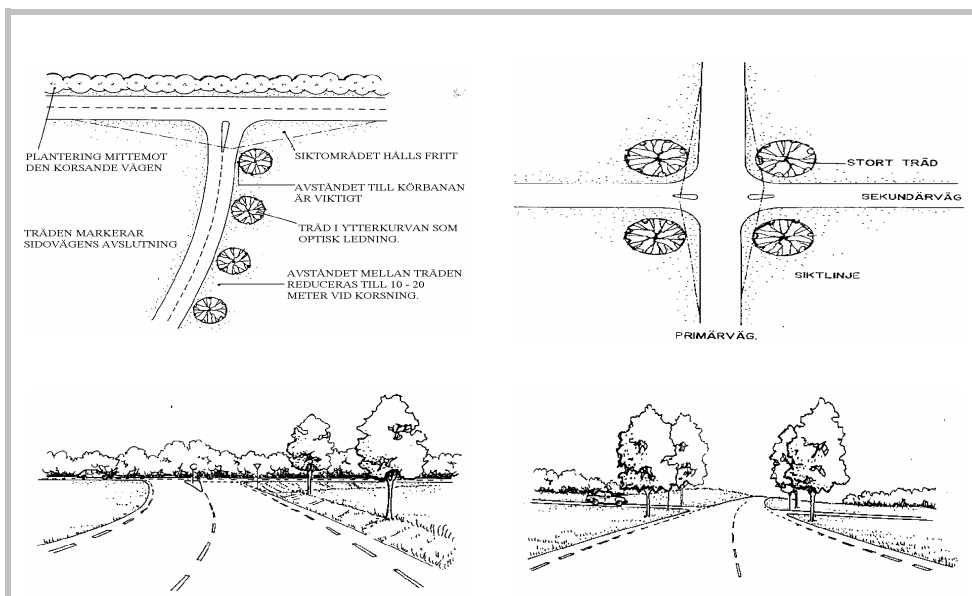 PLANTERING MITTEMOT
DEN KORSANDE VÄGEN
SIKTOMRÅDET HÅLLS FRITT
AVSTÅNDET TILL KÖRBANAN
ÄR VIKTIGT
TRÄDEN MARKERAR
SIDOVÄGENS AVSLUTNING
TRÄD I YTTERKURVAN SOM
OPTISK LEDNING.
AVSTÅNDET MELLAN TRÄDEN
REDUCERAS TILL 10 - 20
METER VID KORSNING.
STORT TRÄD
SEKUNDÄRVÄG
SIKTLINJE
PRIMÄRVÄG.